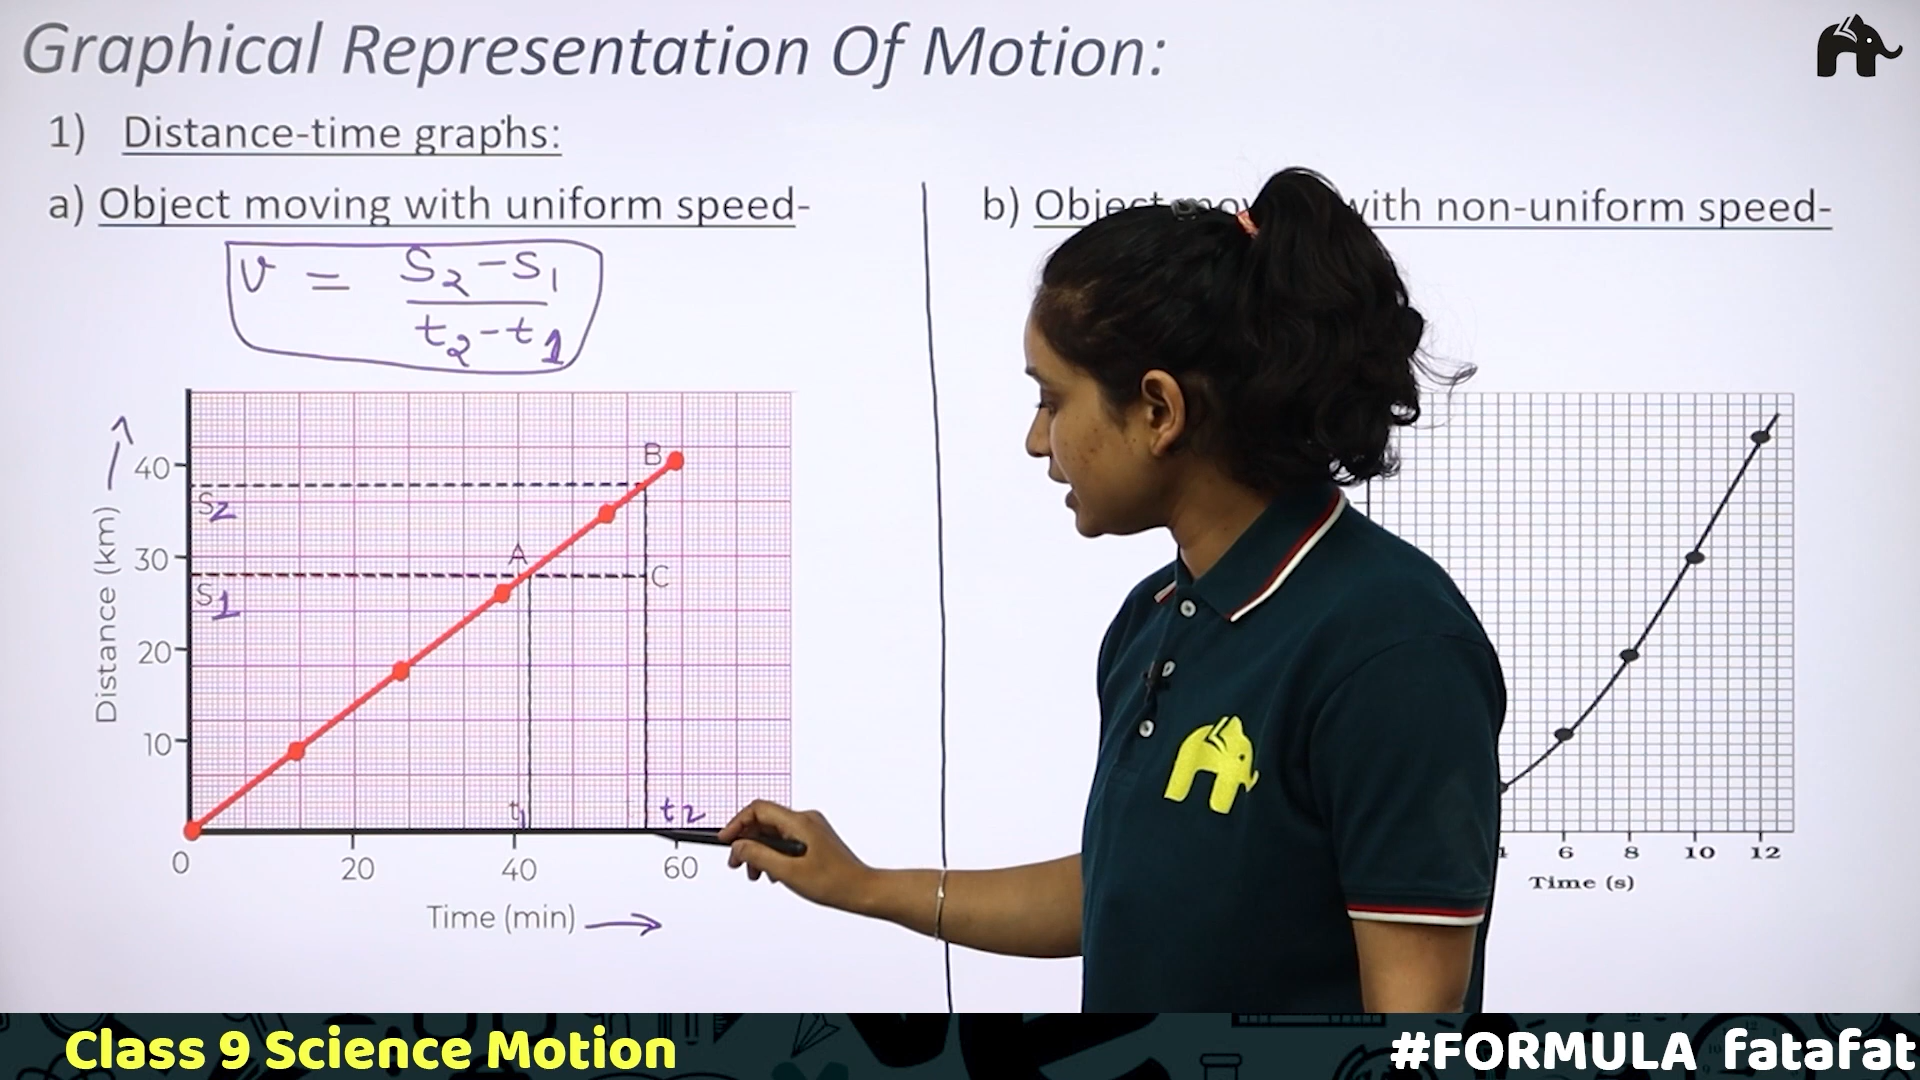 Graphical Representation Of Motion:
1) Distance-time graphs:
a) Object moving with uniform speed-
b) Object with non-uniform speed-
v = S2 - S1
t2 - t1
Distance (km)
40
30
20
10
S2
S1
A
B
C
t1
t2
0 20 40 60
Time (min)
6 8 10 12
Time (s)
Class 9 Science Motion
#FORMULA fatafat